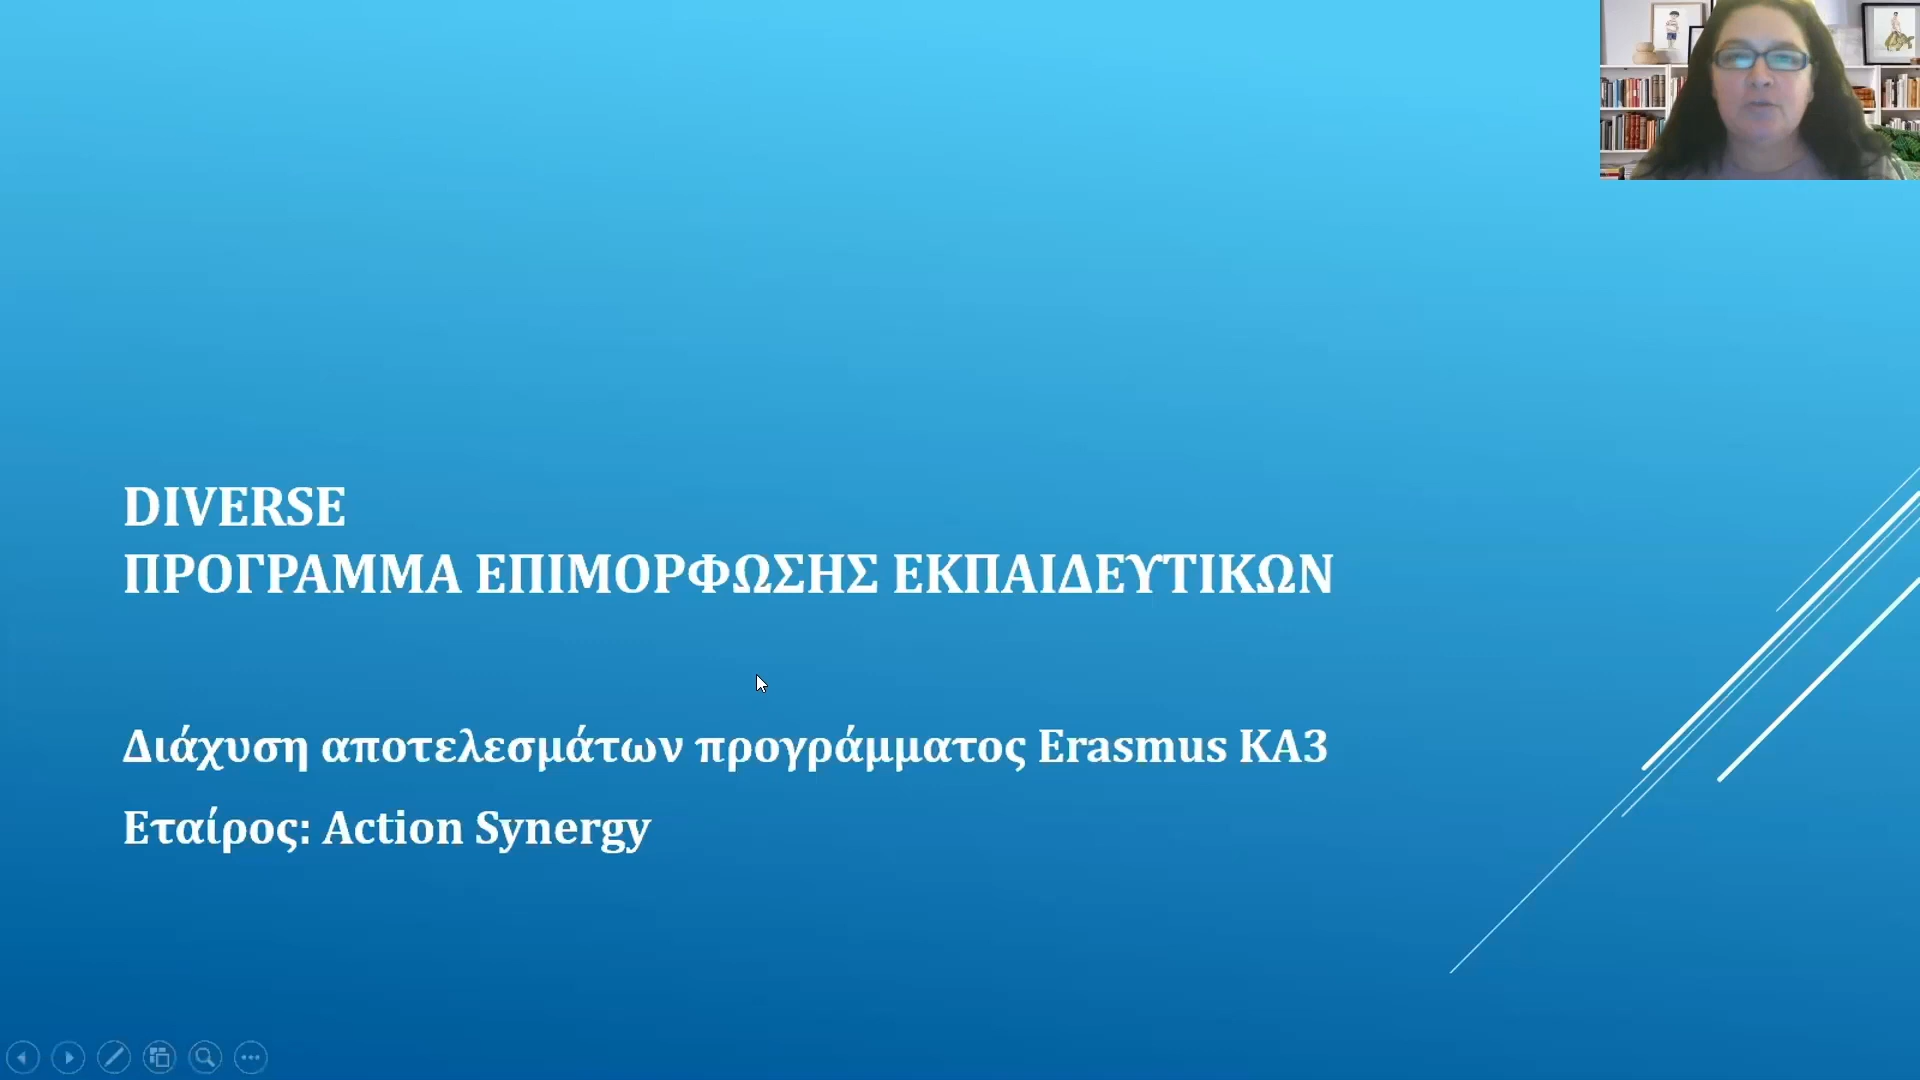 DIVERSE
ΠΡΟΓΡΑΜΜΑ ΕΠΙΜΟΡΦΩΣΗΣ ΕΚΠΑΙΔΕΥΤΙΚΩΝ
Διάχυση αποτελεσμάτων προγράμματος Erasmus KA3
Εταίρος: Action Synergy